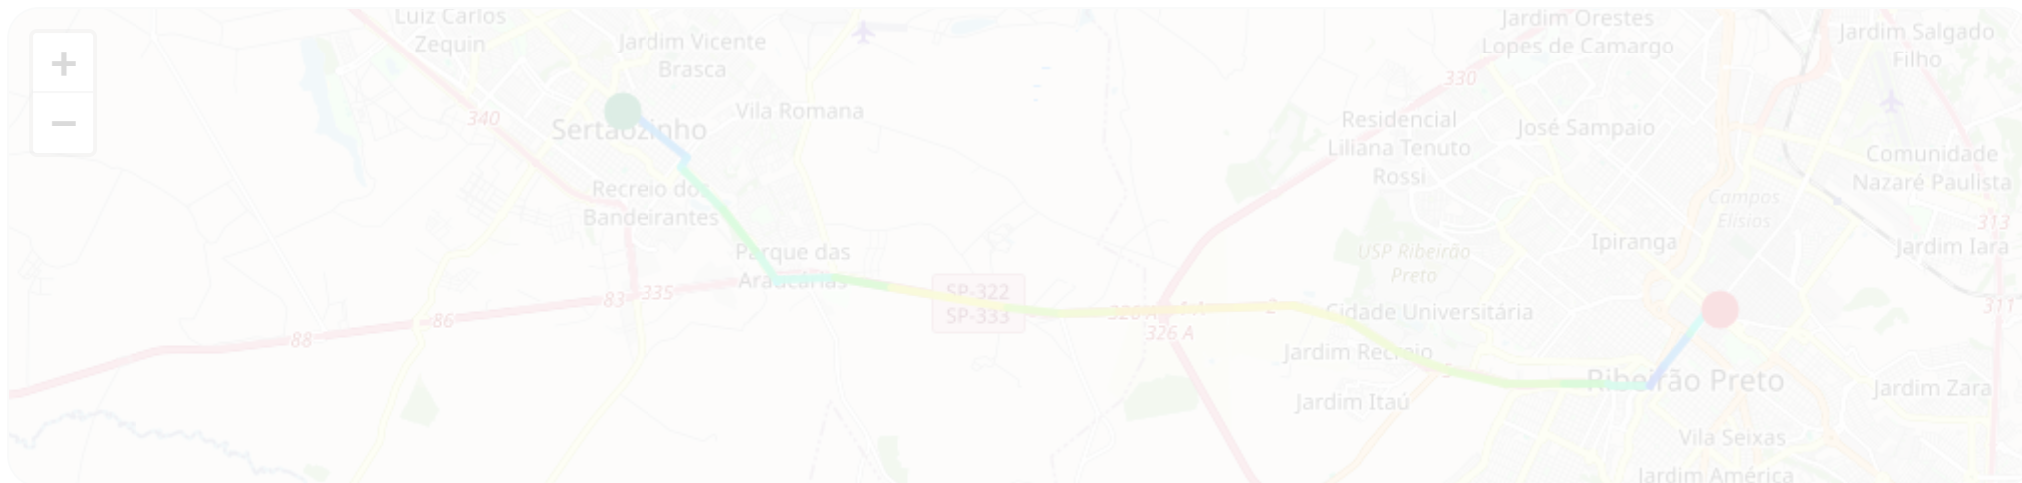 Luiz Carlos
Zequin
Jardim Vicente
Brasca
Jardim Orestes
Lopes de Camargo
Jardim Salgado
Filho
+
−
330
340
Vila Romana
Sertãozinho
Residencial
Liliana Tenuto
Rossi
José Sampaio
Comunidade
Nazaré Paulista
Recreio dos
Bandeirantes
Campos
Elísios
313
Parque das
Araucárias
USP Ribeirão
Preto
Ipiranga
Jardim Iara
83
335
SP-322
SP-333
326 A
2
Cidade Universitária
311
88
86
326 A
Jardim Recreio
5
Ribeirão Preto
Jardim Zara
Jardim Itaú
Vila Seixas
Jardim América